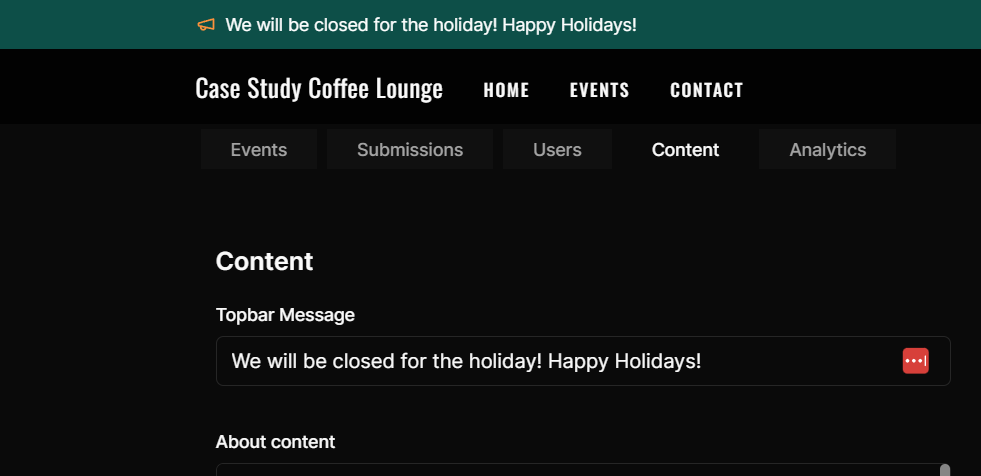 We will be closed for the holiday! Happy Holidays!
Case Study Coffee Lounge HOME EVENTS CONTACT
Events Submissions Users Content Analytics
Content
Topbar Message
We will be closed for the holiday! Happy Holidays!
About content